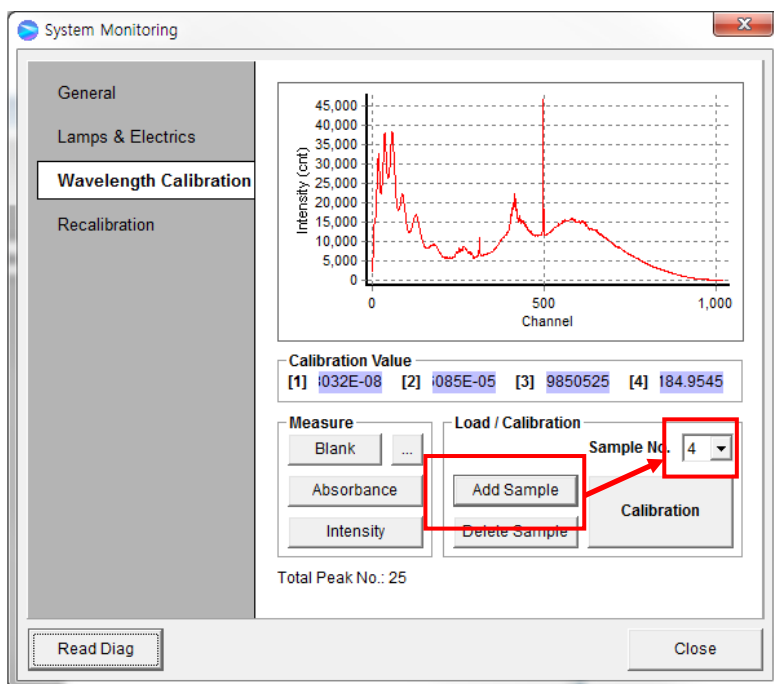 System Monitoring
General
Lamps & Electrics
Wavelength Calibration
Recalibration
45,000
40,000
35,000
30,000
25,000
20,000
15,000
10,000
5,000
0
Intensity (cnt)
0 500 1,000
Channel
Calibration Value
[1] 032E-08 [2] 085E-05 [3] 9850525 [4] 184.9545
Measure
Blank ...
Absorbance
Intensity
Load / Calibration
Sample No. 4
Add Sample
Calibration
Delete Sample
Total Peak No.: 25
Read Diag Close